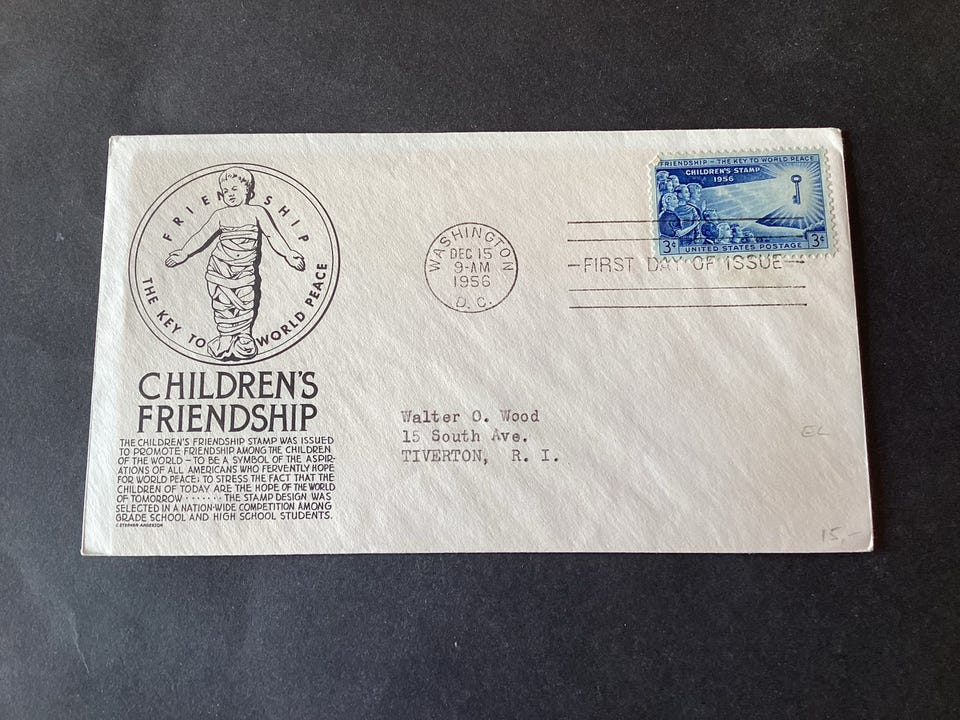 FRIENDSHIP
THE KEY TO WORLD PEACE
CHILDREN'S
FRIENDSHIP
THE CHILDREN'S FRIENDSHIP STAMP WAS ISSUED
TO PROMOTE FRIENDSHIP AMONG THE CHILDREN
OF THE WORLD – TO BE A SYMBOL OF THE ASPIR-
ATIONS OF ALL AMERICANS WHO FERVENTLY HOPE
FOR WORLD PEACE; TO STRESS THE FACT THAT THE
CHILDREN OF TODAY ARE THE HOPE OF THE WORLD
OF TOMORROW ······· THE STAMP DESIGN WAS
SELECTED IN A NATION-WIDE COMPETITION AMONG
GRADE SCHOOL AND HIGH SCHOOL STUDENTS.
C. STEPHEN ANDERSON
WASHINGTON
DEC 15
9-AM
1956
D. C.
FRIENDSHIP – THE KEY TO WORLD PEACE
CHILDREN'S STAMP
1956
3¢ UNITED STATES POSTAGE 3¢
–FIRST DAY OF ISSUE–
Walter O. Wood
15 South Ave.
TIVERTON, R. I.
EL
15,–